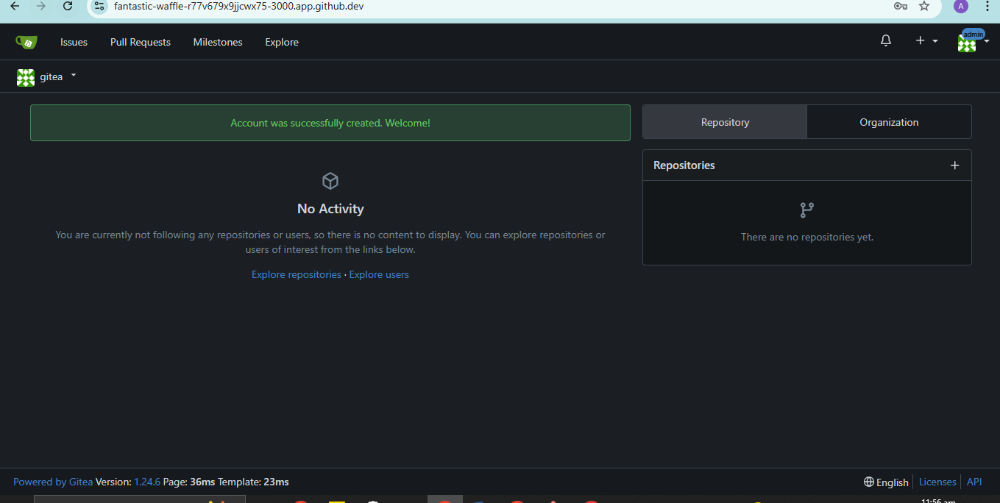 fantastic-waffle-r77v679x9jjcwx75-3000.app.github.dev
A
Issues Pull Requests Milestones Explore
admin
gitea
Account was successfully created. Welcome!
Repository Organization
Repositories
No Activity
You are currently not following any repositories or users, so there is no content to display. You can explore repositories or
users of interest from the links below.
Explore repositories · Explore users
There are no repositories yet.
Powered by Gitea Version: 1.24.6 Page: 36ms Template: 23ms
English Licenses API
11:56 am